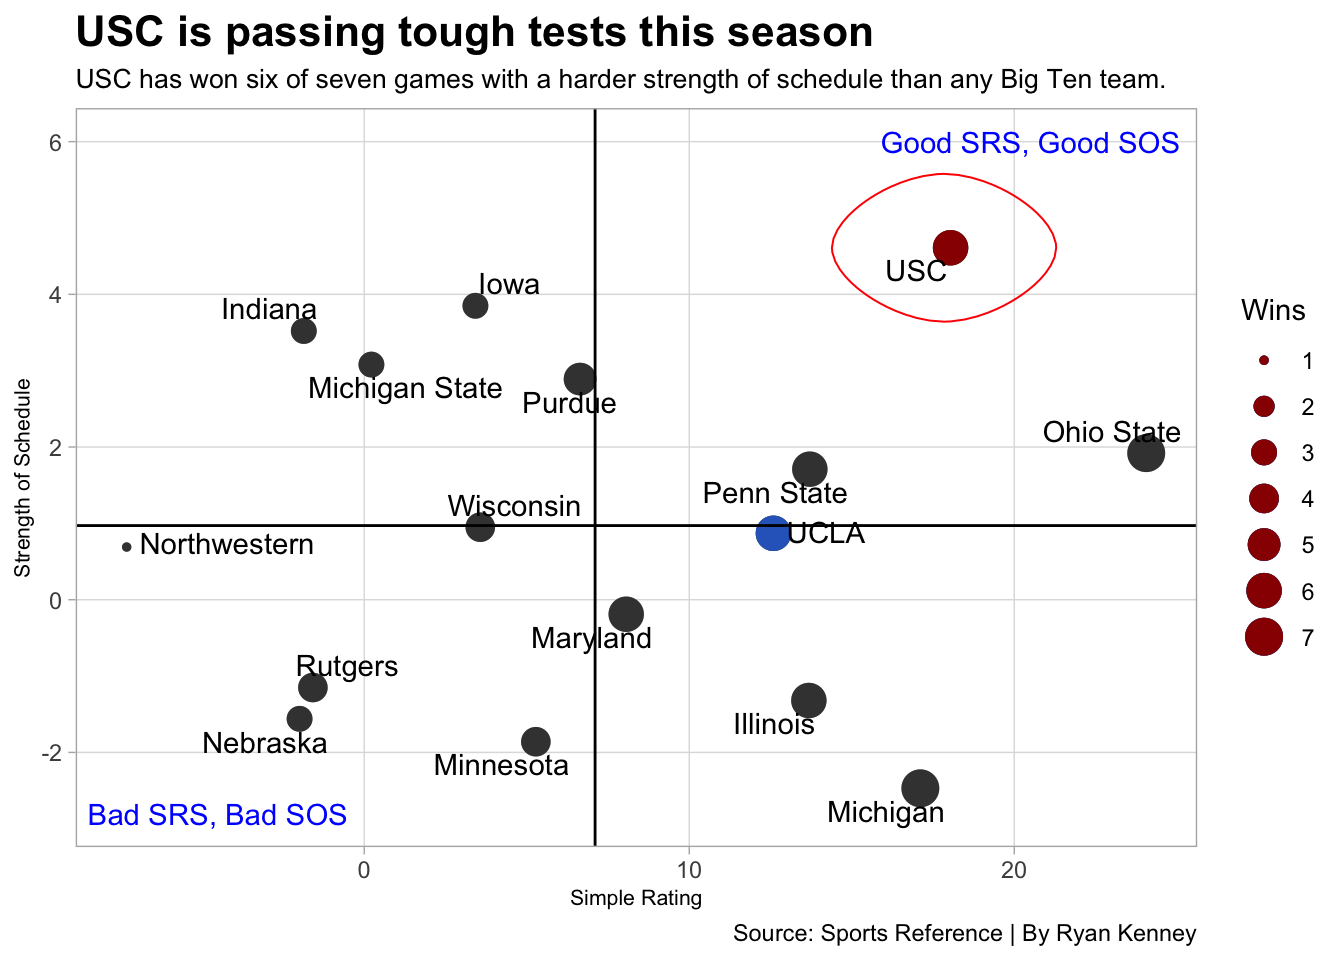 USC is passing tough tests this season
USC has won six of seven games with a harder strength of schedule than any Big Ten team.
Good SRS, Good SOS
USC
Iowa
Indiana
Michigan State
Purdue
Ohio State
Penn State
Wisconsin
UCLA
Northwestern
Maryland
Rutgers
Illinois
Nebraska
Minnesota
Michigan
Bad SRS, Bad SOS
6
4
2
0
-2
Strength of Schedule
0 10 20
Simple Rating
Wins
1
2
3
4
5
6
7
Source: Sports Reference | By Ryan Kenney